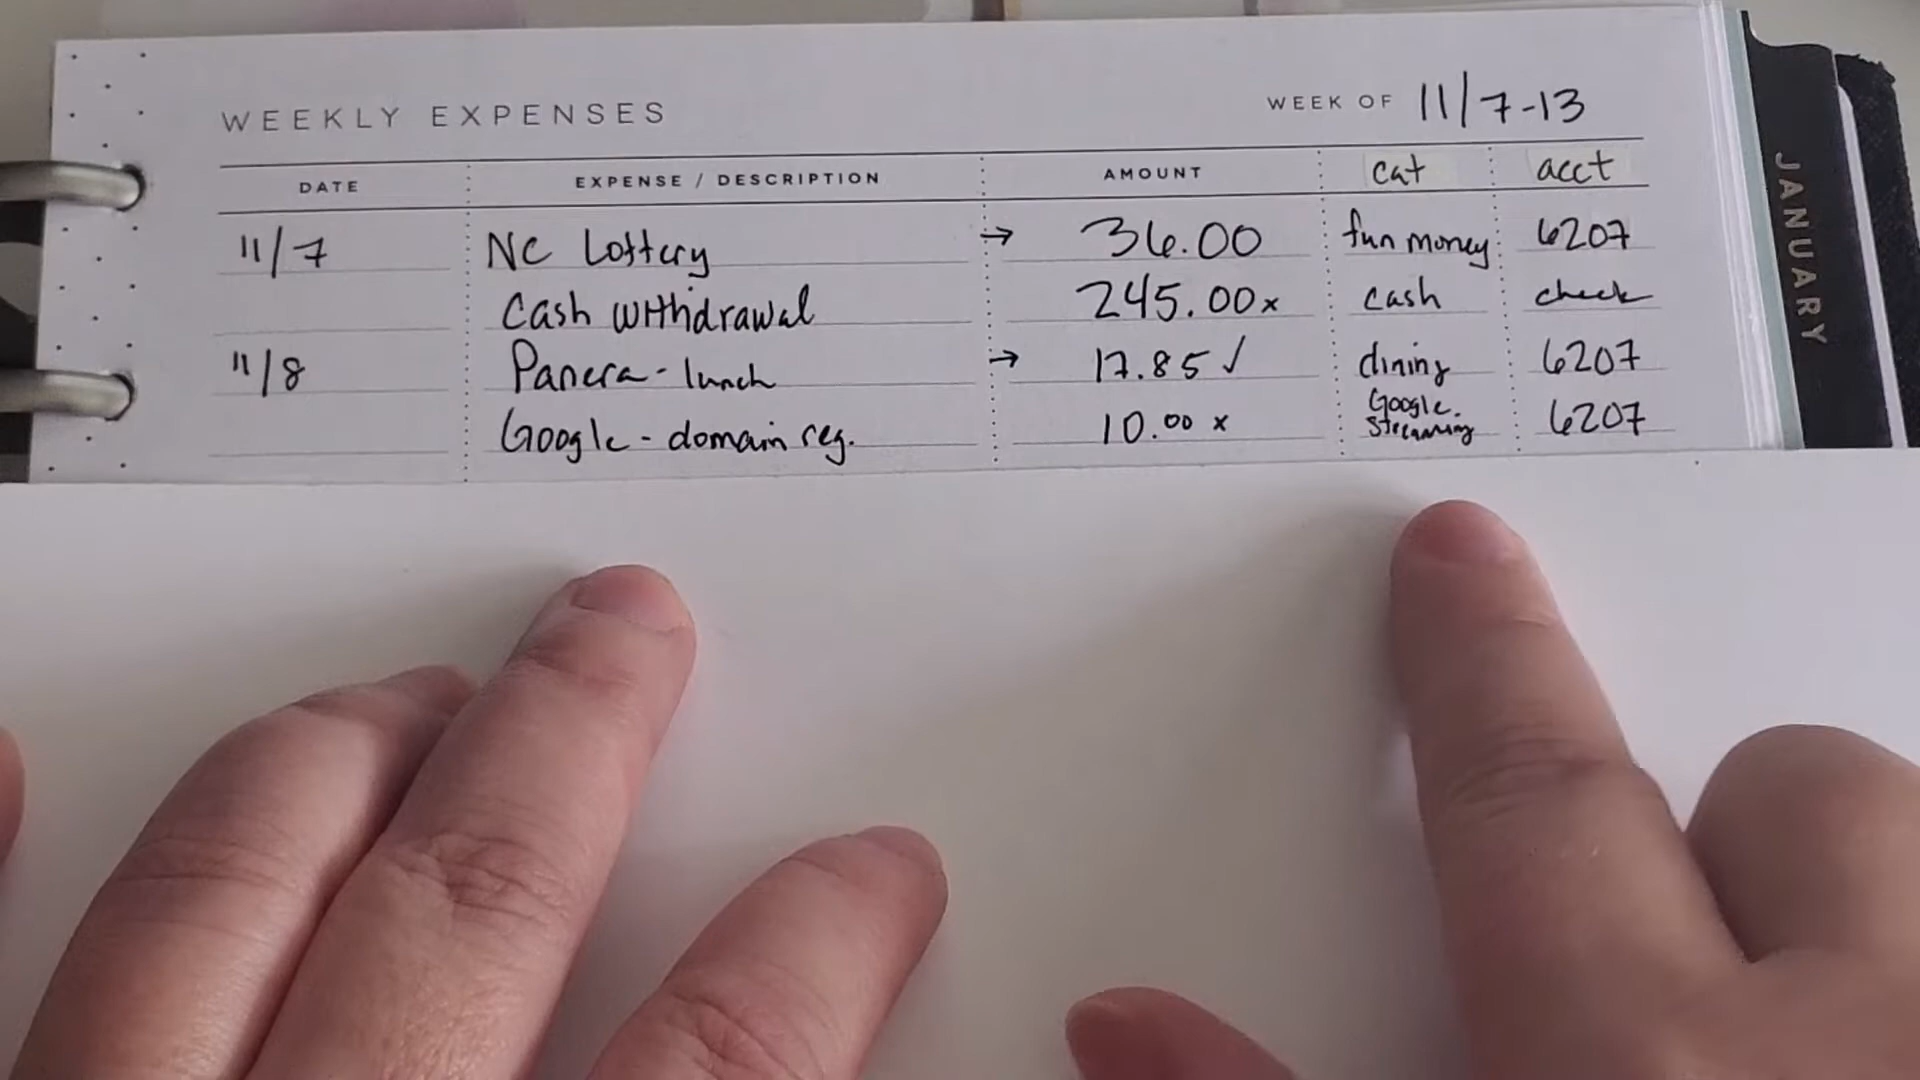 WEEKLY EXPENSES WEEK OF 11/7-13
DATE EXPENSE / DESCRIPTION AMOUNT cat acct
11/7 NC Lottery → 36.00 fun money 6207
Cash withdrawal 245.00 x cash check
11/8 Panera - lunch → 17.85 ✓ dining 6207
Google - domain reg. 10.00 x Google. Streaming 6207
JANUARY